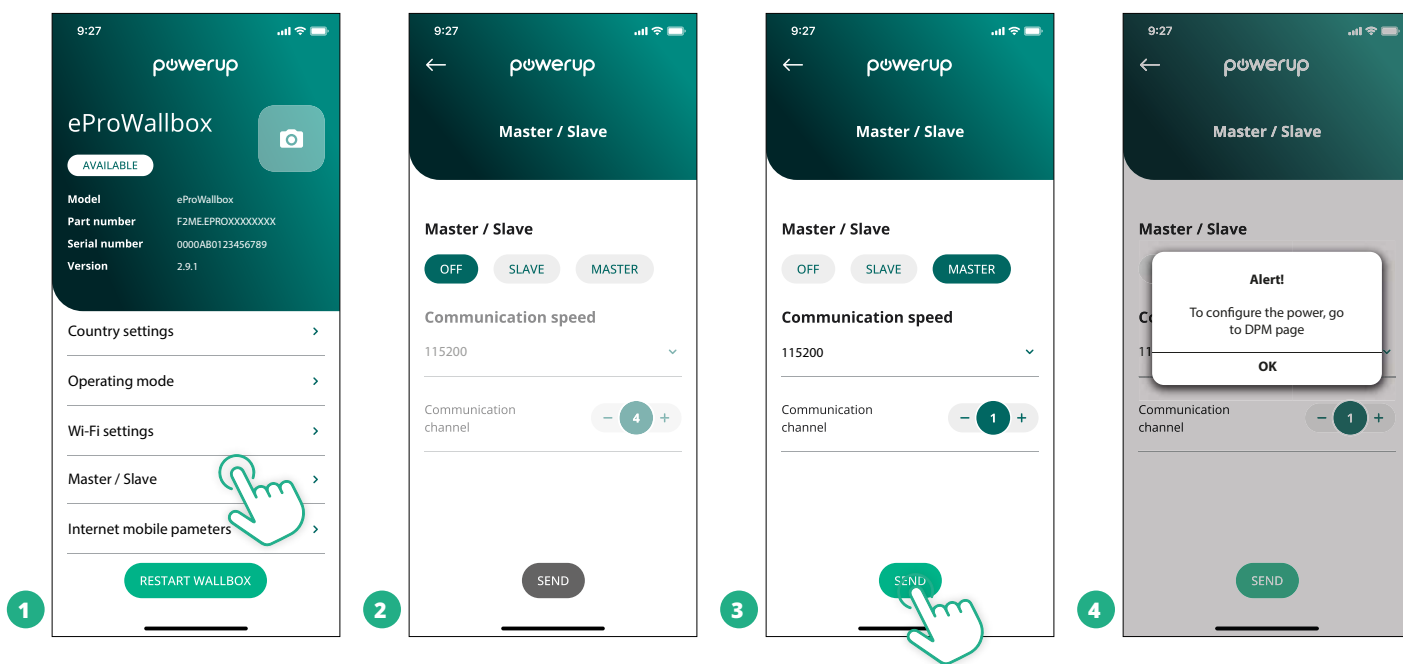 9:27
powerup
eProWallbox
AVAILABLE
Model eProWallbox
Part number F2ME.EPROXXXXXXXX
Serial number 0000AB0123456789
Version 2.9.1
Country settings
Operating mode
Wi-Fi settings
Master / Slave
Internet mobile pameters
RESTART WALLBOX
1
9:27
powerup
Master / Slave
Master / Slave
OFF SLAVE MASTER
Communication speed
115200
Communication
channel
- 4 +
SEND
2
9:27
powerup
Master / Slave
Master / Slave
OFF SLAVE MASTER
Communication speed
115200
Communication
channel
- 1 +
SEND
3
9:27
powerup
Master / Slave
Master / Slave
Alert!
To configure the power, go
to DPM page
OK
Communication
channel
- 1 +
SEND
4